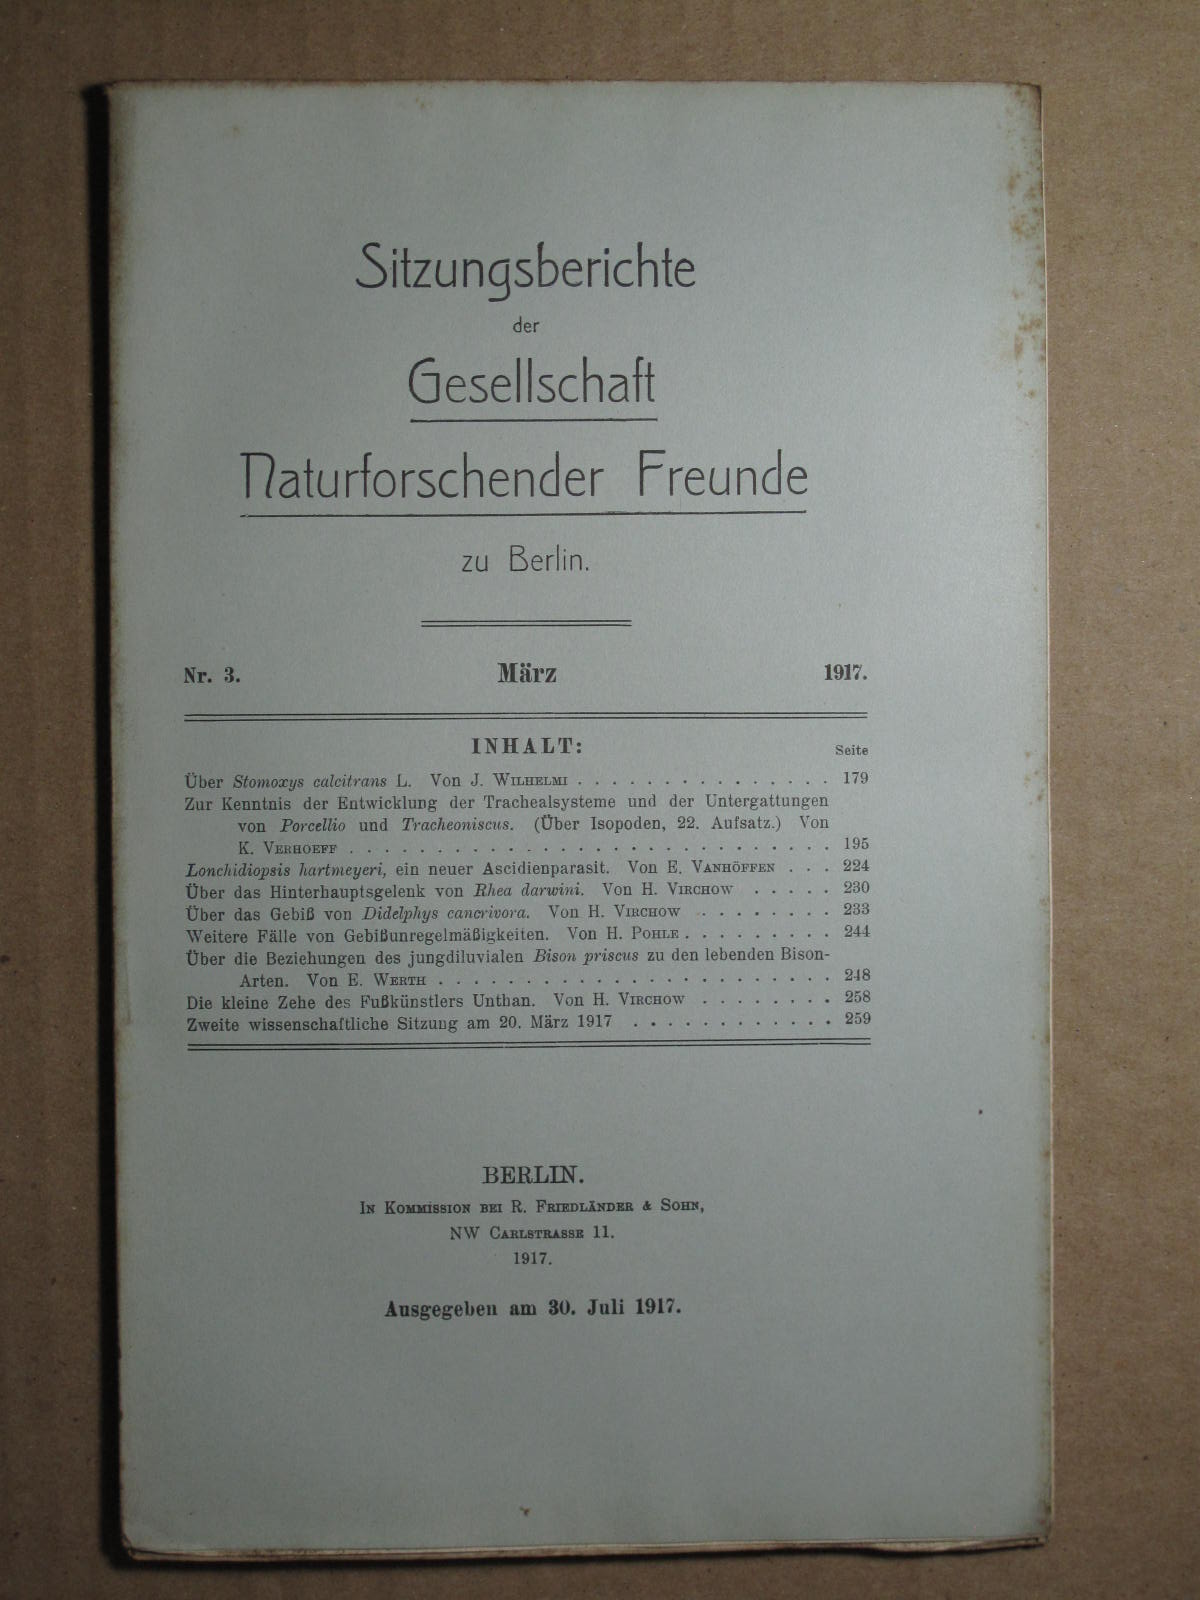 Sitzungsberichte
der
Gesellschaft
Naturforschender Freunde
zu Berlin.
Nr. 3. März 1917.
INHALT: Seite
Über Stomoxys calcitrans L. Von J. Wilhelmi . . . . . . . . . . . . . . . 179
Zur Kenntnis der Entwicklung der Trachealsysteme und der Untergattungen
von Porcellio und Tracheoniscus. (Über Isopoden, 22. Aufsatz.) Von
K. Verhoeff . . . . . . . . . . . . . . . . . . . . . . . . . . . . 195
Lonchidiopsis hartmeyeri, ein neuer Ascidienparasit. Von E. Vanhöffen . . . 224
Über das Hinterhauptsgelenk von Rhea darwini. Von H. Virchow . . . . . 230
Über das Gebiß von Didelphys cancrivora. Von H. Virchow . . . . . . . . 233
Weitere Fälle von Gebißunregelmäßigkeiten. Von H. Pohle . . . . . . . . . 244
Über die Beziehungen des jungdiluvialen Bison priscus zu den lebenden Bison-
Arten. Von E. Werth . . . . . . . . . . . . . . . . . . . . . . . 248
Die kleine Zehe des Fußkünstlers Unthan. Von H. Virchow . . . . . . . . 258
Zweite wissenschaftliche Sitzung am 20. März 1917 . . . . . . . . . . . . 259
BERLIN.
In Kommission bei R. Friedländer & Sohn,
NW Carlstrasse 11.
1917.
Ausgegeben am 30. Juli 1917.